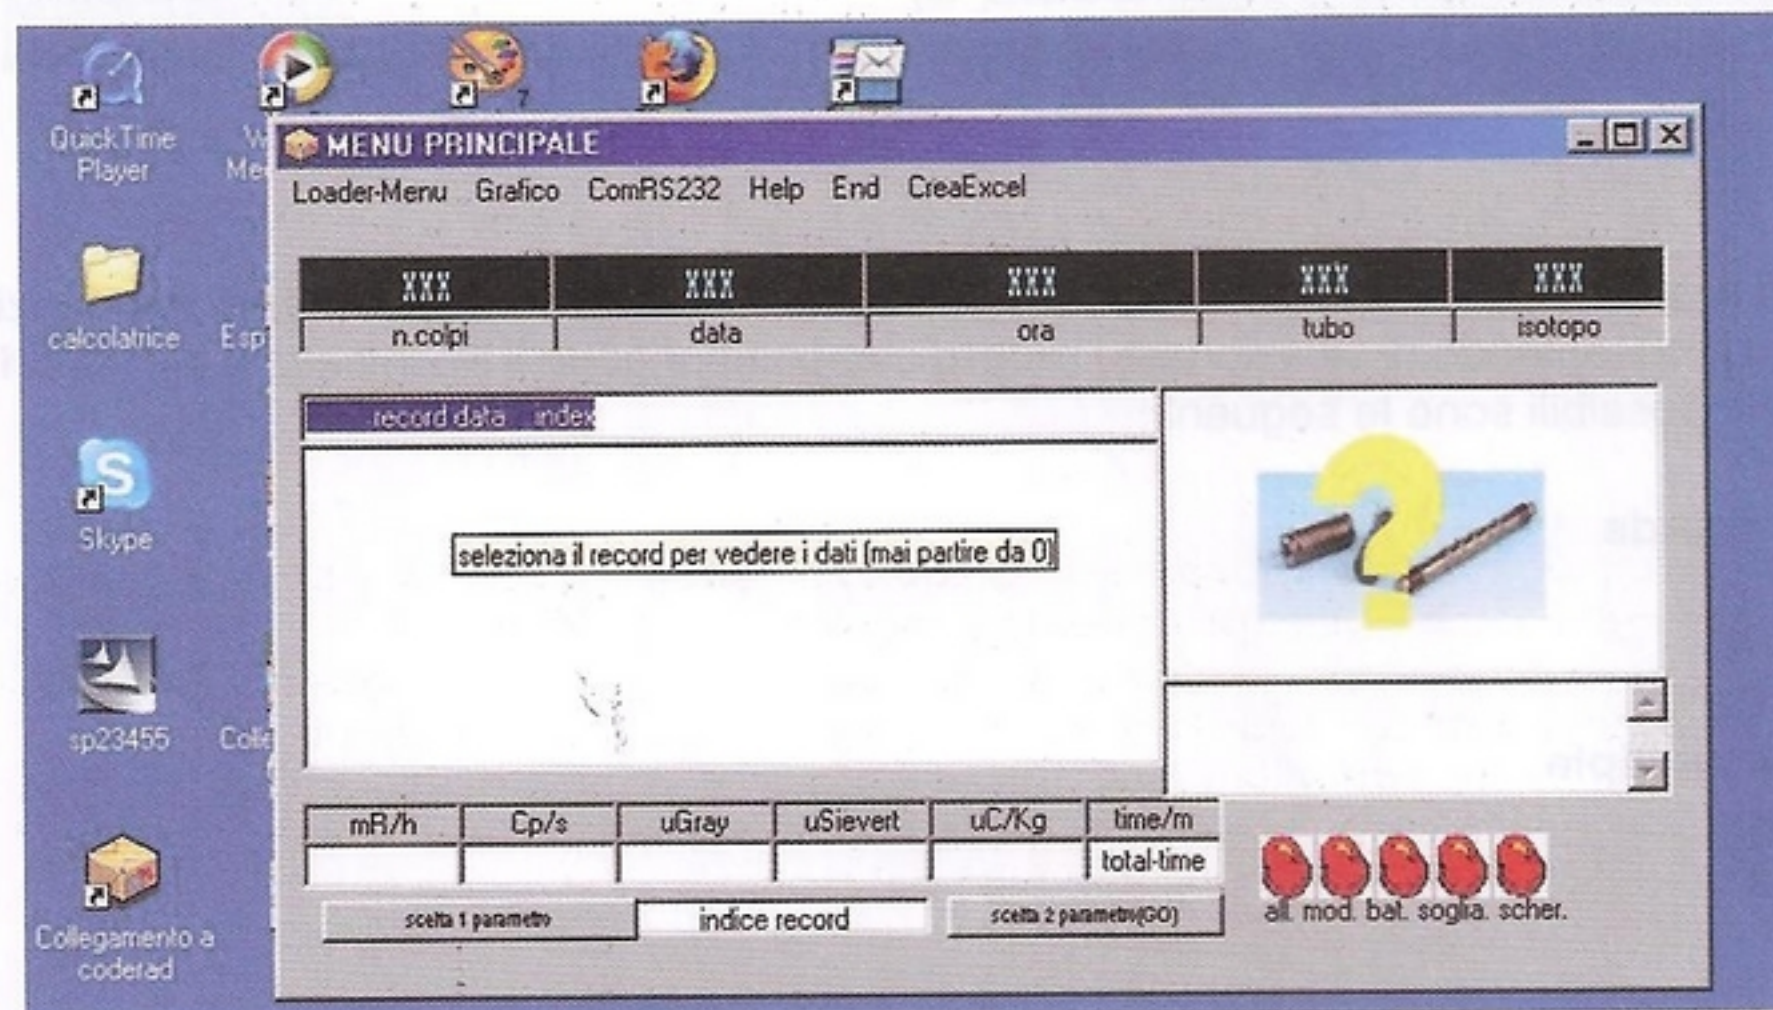 7
QuickTime
Player
calcolatrice
Skype
sp23455
Collegamento a
coderad
MENU PRINCIPALE
Loader-Menu Grafico ComRS232 Help End CreaExcel
XXX XXX XXX XXX XXX
n.colpi data ora tubo isotopo
record data index
seleziona il record per vedere i dati (mai partire da 0)
mR/h Cp/s uGray uSievert uC/Kg time/m
total-time
scelta 1 parametro indice record scelta 2 parametro(GO)
all. mod. bat. soglia. scher.